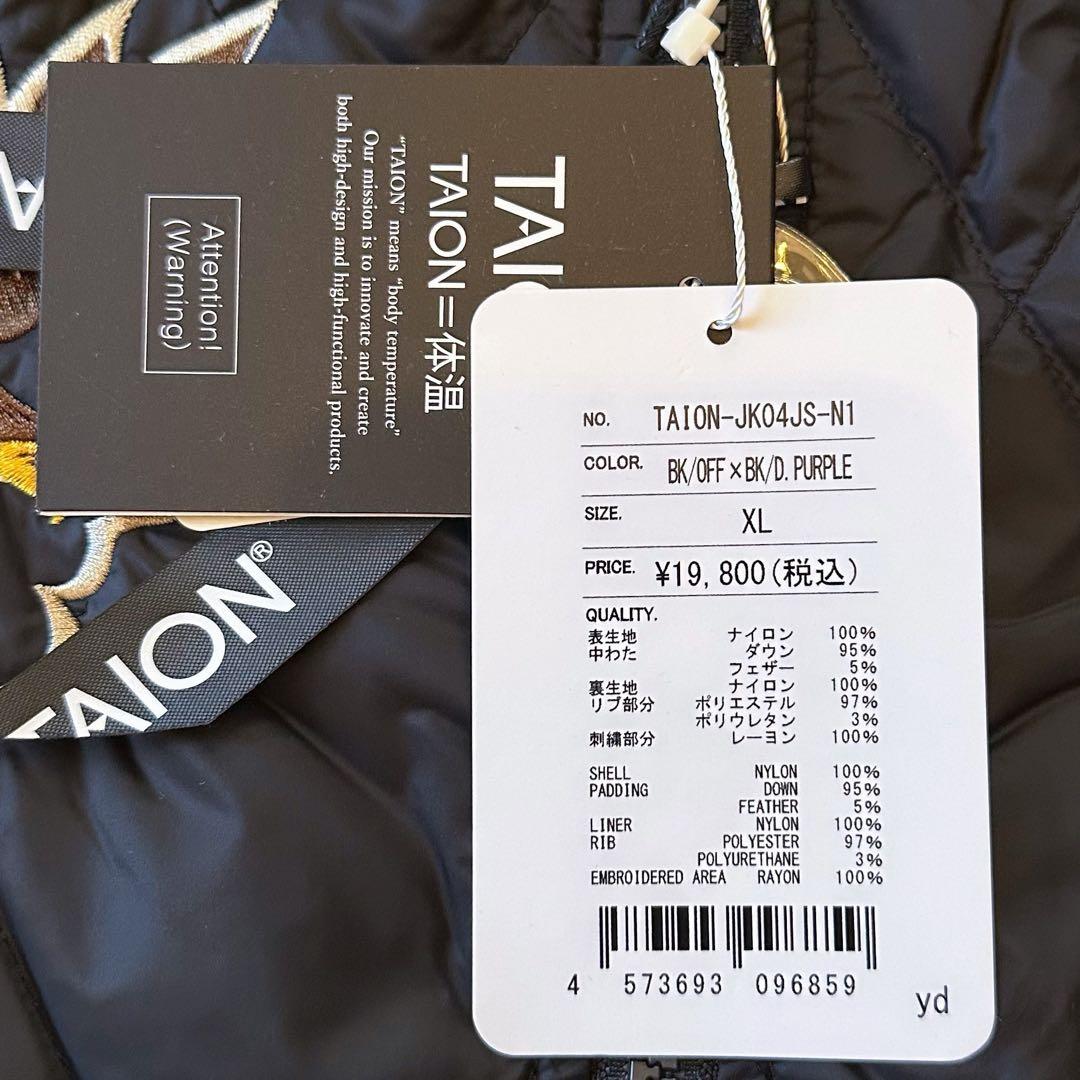 TAI
TAION=体温
“TAION” means “body temperature”
Our mission is to innovate and create
both high-design and high-functional products.
Attention!
(Warning)
TAION®
NO. TAION-JK04JS-N1
COLOR. BK/OFF×BK/D.PURPLE
SIZE. XL
PRICE. ¥19,800(税込)
QUALITY.
表生地 ナイロン 100%
中わた ダウン 95%
フェザー 5%
裏生地 ナイロン 100%
リブ部分 ポリエステル 97%
ポリウレタン 3%
刺繍部分 レーヨン 100%
SHELL NYLON 100%
PADDING DOWN 95%
FEATHER 5%
LINER NYLON 100%
RIB POLYESTER 97%
POLYURETHANE 3%
EMBROIDERED AREA RAYON 100%
4 573693 096859
yd